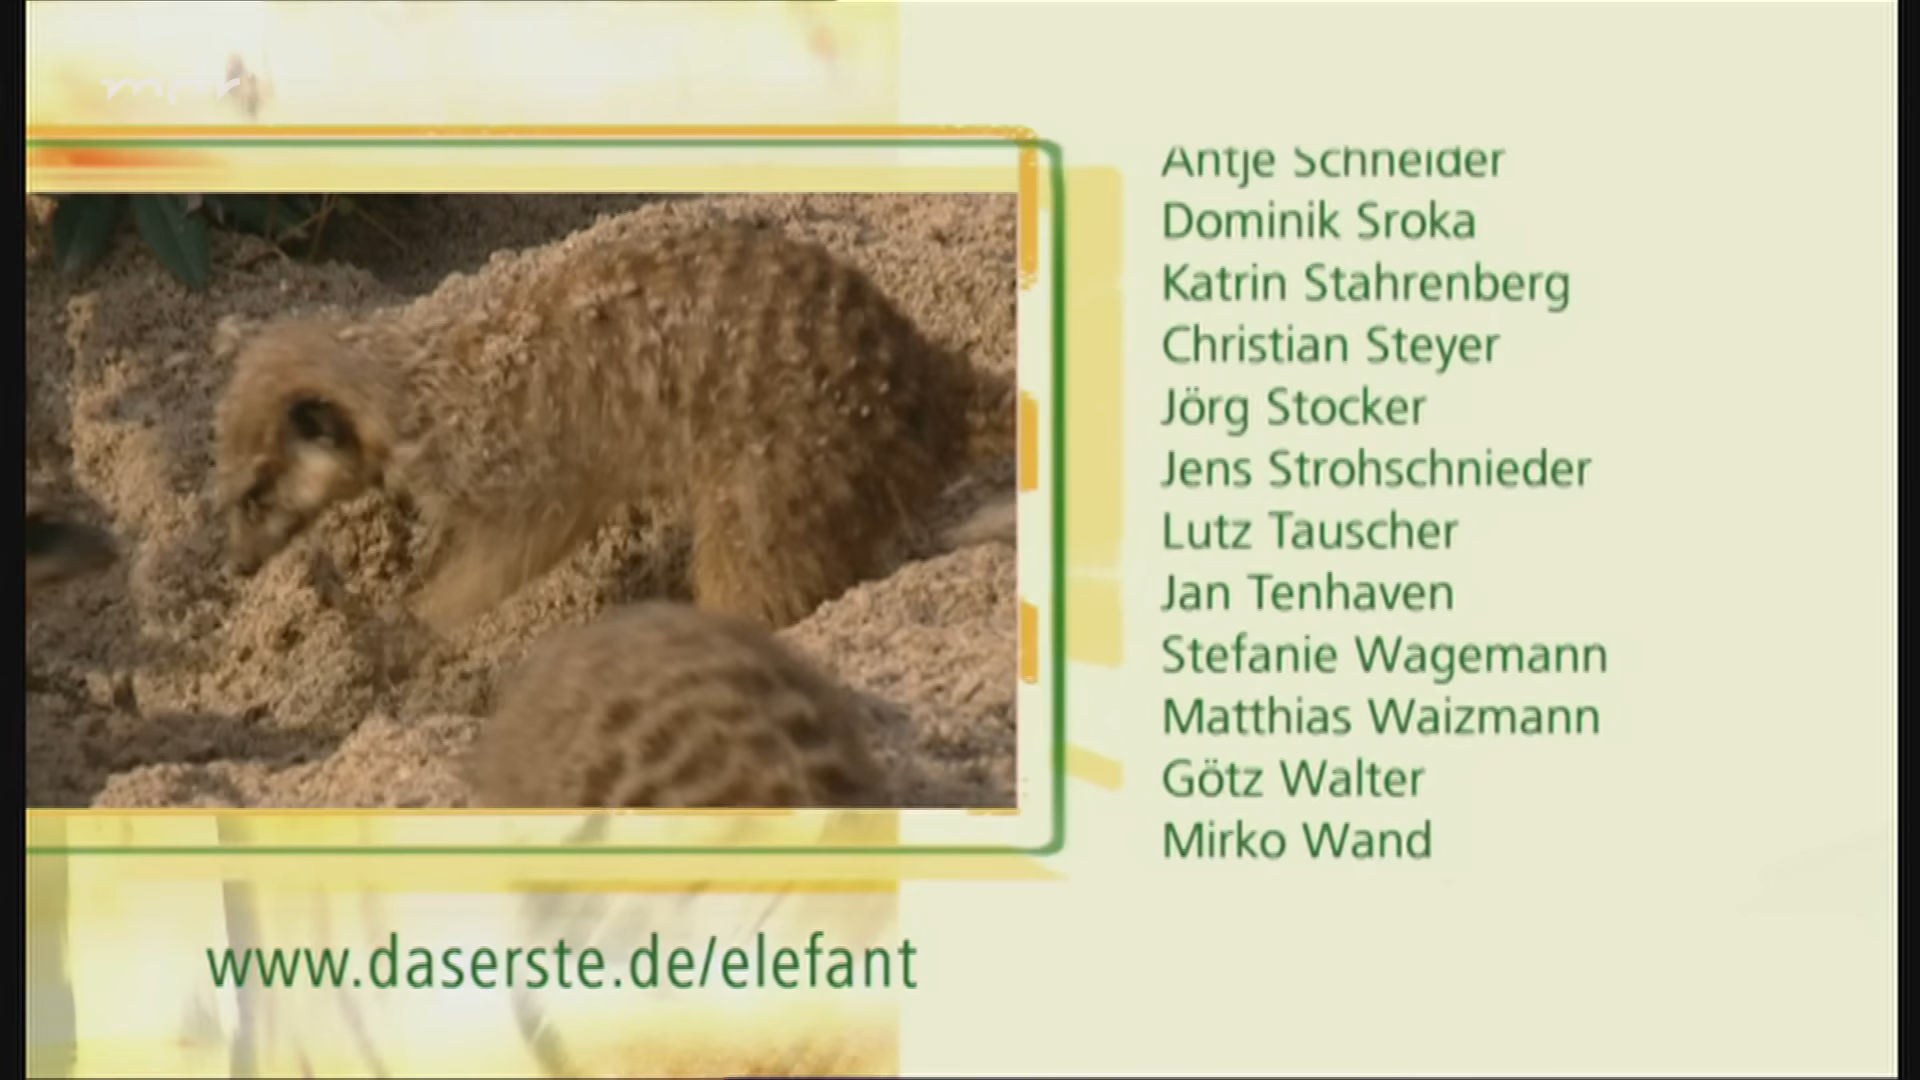 mdr
Antje Schneider
Dominik Sroka
Katrin Stahrenberg
Christian Steyer
Jörg Stocker
Jens Strohschnieder
Lutz Tauscher
Jan Tenhaven
Stefanie Wagemann
Matthias Waizmann
Götz Walter
Mirko Wand
www.daserste.de/elefant